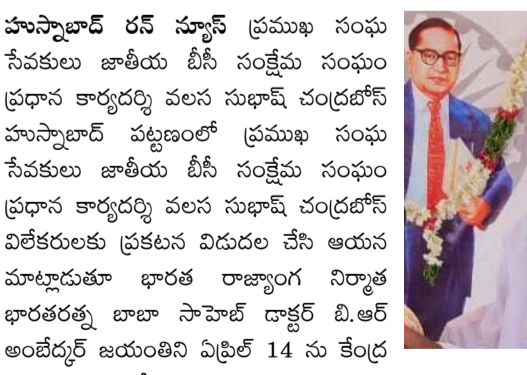 హుస్నాబాద్ రన్ న్యూస్ ప్రముఖ సంఘ
సేవకులు జాతీయ బీసీ సంక్షేమ సంఘం
ప్రధాన కార్యదర్శి వలస సుభాష్ చంద్రబోస్
హుస్నాబాద్ పట్టణంలో ప్రముఖ సంఘ
సేవకులు జాతీయ బీసీ సంక్షేమ సంఘం
ప్రధాన కార్యదర్శి వలస సుభాష్ చంద్రబోస్
విలేకరులకు ప్రకటన విడుదల చేసి ఆయన
మాట్లాడుతూ భారత రాజ్యాంగ నిర్మాత
భారతరత్న బాబా సాహెబ్ డాక్టర్ బి.ఆర్
అంబేద్కర్ జయంతిని ఏప్రిల్ 14 ను కేంద్ర